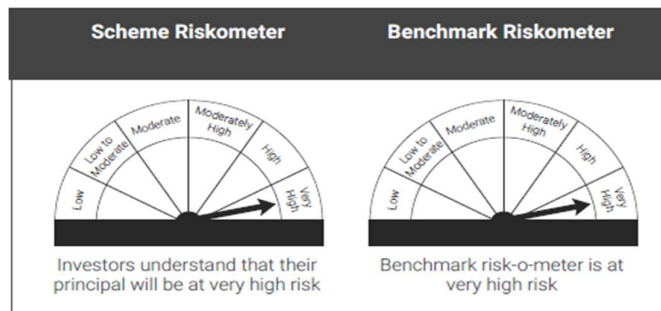 Scheme Riskometer
Benchmark Riskometer
Low
Low to
Moderate
Moderate
Moderately
High
High
Very
High
Low
Low to
Moderate
Moderate
Moderately
High
High
Very
High
Investors understand that their
principal will be at very high risk
Benchmark risk-o-meter is at
very high risk